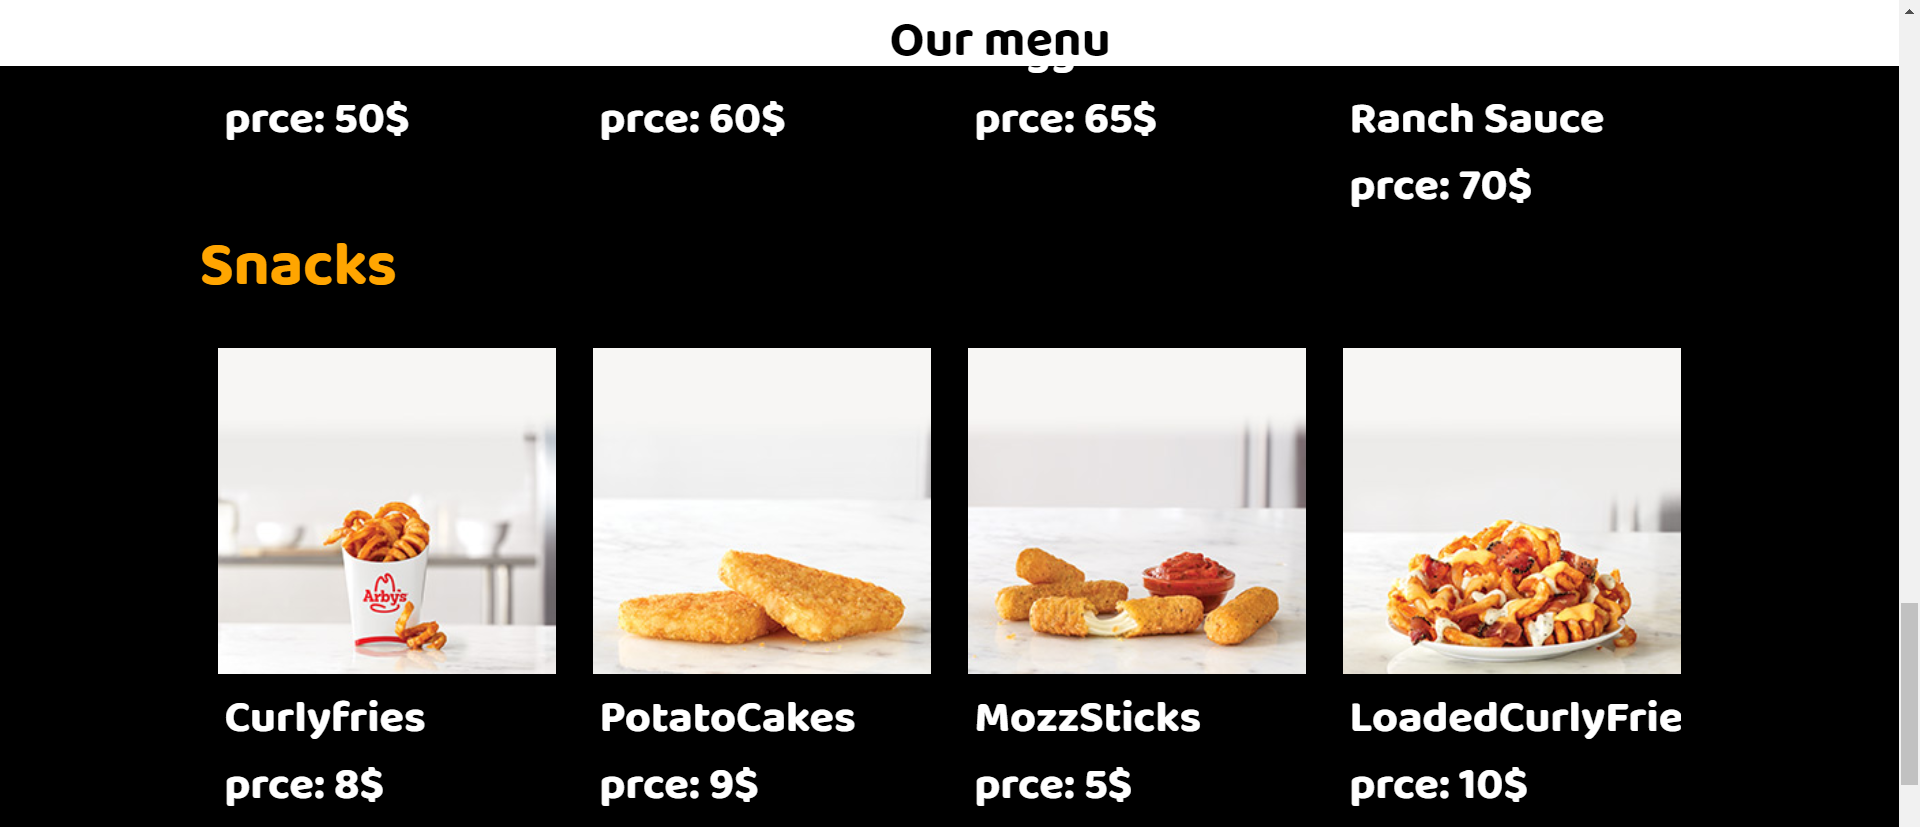 Our menu
prce: 50$
prce: 60$
prce: 65$
Ranch Sauce
prce: 70$
Snacks
Arby's
Curlyfries
PotatoCakes
MozzSticks
LoadedCurlyFrie
prce: 8$
prce: 9$
prce: 5$
prce: 10$